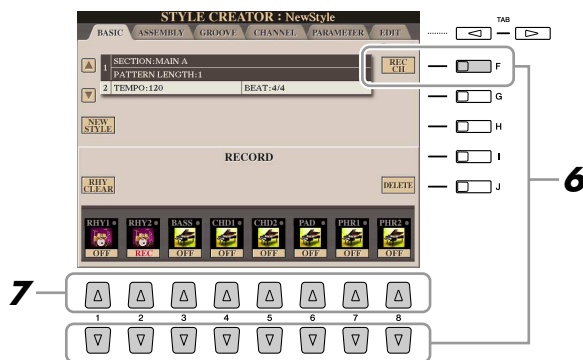 STYLE CREATOR : NewStyle
BASIC ASSEMBLY GROOVE CHANNEL PARAMETER EDIT
TAB
1 SECTION:MAIN A
PATTERN LENGTH:1
2 TEMPO:120 BEAT:4/4
REC
CH
F
G
NEW
STYLE
H
RECORD
I
RHY
CLEAR
DELETE
J
6
RHY1 RHY2 BASS CHD1 CHD2 PAD PHR1 PHR2
OFF REC OFF OFF OFF OFF OFF OFF
7
1 2 3 4 5 6 7 8